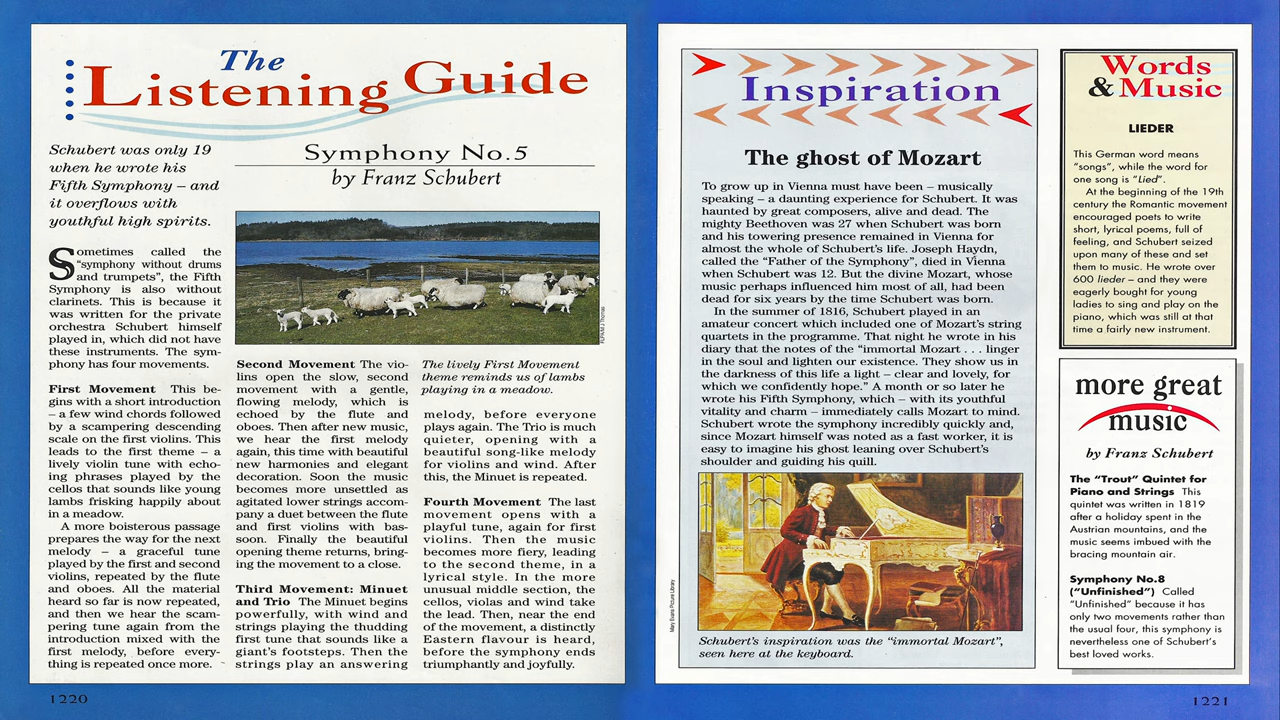 The
Listening Guide
Schubert was only 19
when he wrote his
Fifth Symphony – and
it overflows with
youthful high spirits.
Symphony No.5
by Franz Schubert
Sometimes called the
"symphony without drums
and trumpets", the Fifth
Symphony is also without
clarinets. This is because it
was written for the private
orchestra Schubert himself
played in, which did not have
these instruments. The sym-
phony has four movements.
First Movement This be-
gins with a short introduction
– a few wind chords followed
by a scampering descending
scale on the first violins. This
leads to the first theme – a
lively violin tune with echo-
ing phrases played by the
cellos that sounds like young
lambs frisking happily about
in a meadow.
A more boisterous passage
prepares the way for the next
melody – a graceful tune
played by the first and second
violins, repeated by the flute
and oboes. All the material
heard so far is now repeated,
and then we hear the scam-
pering tune again from the
introduction mixed with the
first melody, before every-
thing is repeated once more.
Second Movement The vio-
lins open the slow, second
movement with a gentle,
flowing melody, which is
echoed by the flute and
oboes. Then after new music,
we hear the first melody
again, this time with beautiful
new harmonies and elegant
decoration. Soon the music
becomes more unsettled as
agitated lower strings accom-
pany a duet between the flute
and first violins with bas-
soon. Finally the beautiful
opening theme returns, bring-
ing the movement to a close.
Third Movement: Minuet
and Trio The Minuet begins
powerfully, with wind and
strings playing the thudding
first tune that sounds like a
giant's footsteps. Then the
strings play an answering
The lively First Movement
theme reminds us of lambs
playing in a meadow.
melody, before everyone
plays again. The Trio is much
quieter, opening with a
beautiful song-like melody
for violins and wind. After
this, the Minuet is repeated.
Fourth Movement The last
movement opens with a
playful tune, again for first
violins. Then the music
becomes more fiery, leading
to the second theme, in a
lyrical style. In the more
unusual middle section, the
cellos, violas and wind take
the lead. Then, near the end
of the movement, a distinctly
Eastern flavour is heard,
before the symphony ends
triumphantly and joyfully.
1220
Inspiration
The ghost of Mozart
To grow up in Vienna must have been – musically
speaking – a daunting experience for Schubert. It was
haunted by great composers, alive and dead. The
mighty Beethoven was 27 when Schubert was born
and his towering presence remained in Vienna for
almost the whole of Schubert's life. Joseph Haydn,
called the "Father of the Symphony", died in Vienna
when Schubert was 12. But the divine Mozart, whose
music perhaps influenced him most of all, had been
dead for six years by the time Schubert was born.
In the summer of 1816, Schubert played in an
amateur concert which included one of Mozart's string
quartets in the programme. That night he wrote in his
diary that the notes of the "immortal Mozart . . . linger
in the soul and lighten our existence. They show us in
the darkness of this life a light – clear and lovely, for
which we confidently hope." A month or so later he
wrote his Fifth Symphony, which – with its youthful
vitality and charm – immediately calls Mozart to mind.
Schubert wrote the symphony incredibly quickly and,
since Mozart himself was noted as a fast worker, it is
easy to imagine his ghost leaning over Schubert's
shoulder and guiding his quill.
Mary Evans Picture Library
Schubert's inspiration was the "immortal Mozart",
seen here at the keyboard.
Words
& Music
LIEDER
This German word means
"songs", while the word for
one song is "Lied".
At the beginning of the 19th
century the Romantic movement
encouraged poets to write
short, lyrical poems, full of
feeling, and Schubert seized
upon many of these and set
them to music. He wrote over
600 lieder – and they were
eagerly bought for young
ladies to sing and play on the
piano, which was still at that
time a fairly new instrument.
more great
music
by Franz Schubert
The "Trout" Quintet for
Piano and Strings This
quintet was written in 1819
after a holiday spent in the
Austrian mountains, and the
music seems imbued with the
bracing mountain air.
Symphony No.8
("Unfinished") Called
"Unfinished" because it has
only two movements rather than
the usual four, this symphony is
nevertheless one of Schubert's
best loved works.
1221